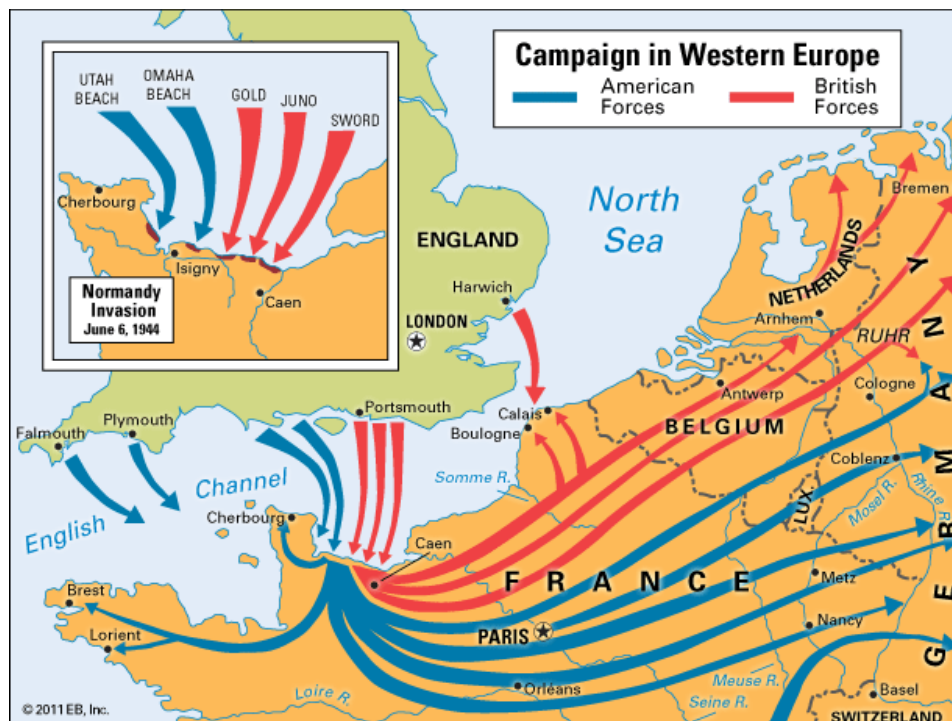 Campaign in Western Europe
American
Forces
British
Forces
UTAH
BEACH
OMAHA
BEACH
GOLD
JUNO
SWORD
Cherbourg
Isigny
Caen
Normandy
Invasion
June 6, 1944
North
Sea
ENGLAND
Harwich
LONDON
Portsmouth
Plymouth
Falmouth
English
Channel
Cherbourg
Brest
Lorient
Caen
Calais
Boulogne
Somme R.
NETHERLANDS
Bremen
Arnhem
RUHR
Antwerp
Cologne
BELGIUM
Coblenz
LUX.
Mosel R.
Rhine R.
FRANCE
Metz
PARIS
Nancy
Orléans
Loire R.
Meuse R.
Seine R.
Basel
GERMANY
SWITZERLAND
© 2011 EB, Inc.